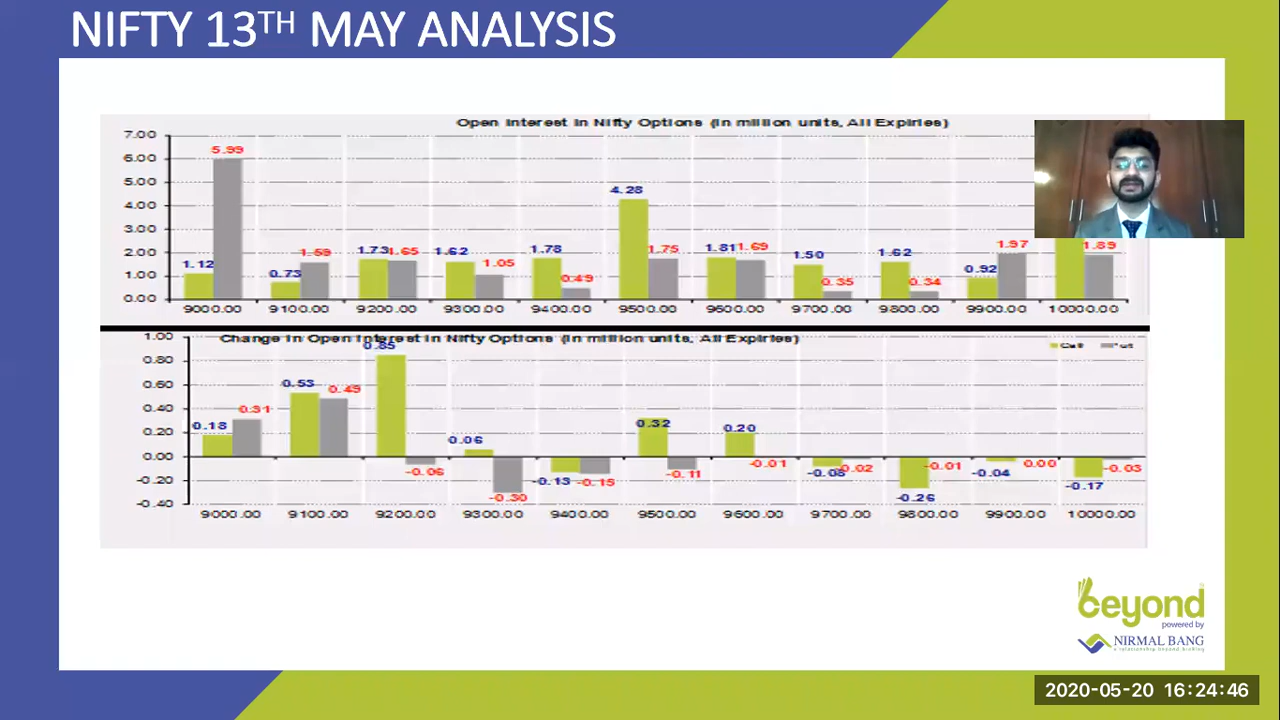 NIFTY 13TH MAY ANALYSIS
Open Interest In Nifty Options (In million units, All Expiries)
7.00
6.00
5.00
4.00
3.00
2.00
1.00
0.00
1.12 5.99 0.73 1.59 1.73 1.65 1.62 1.05 1.78 0.49 4.28 1.75 1.81 1.69 1.50 0.35 1.62 0.34 0.92 1.97 1.89
9000.00 9100.00 9200.00 9300.00 9400.00 9500.00 9600.00 9700.00 9800.00 9900.00 10000.00
Change In Open Interest In Nifty Options (In million units, All Expiries)
1.00
0.80
0.60
0.40
0.20
0.00
-0.20
-0.40
Call
0.18 0.31 0.53 0.49 0.85 -0.06 0.06 -0.30 -0.13 -0.15 0.32 -0.11 0.20 -0.01 -0.08 0.02 -0.26 -0.01 -0.04 0.00 -0.17 -0.03
9000.00 9100.00 9200.00 9300.00 9400.00 9500.00 9600.00 9700.00 9800.00 9900.00 10000.00
beyond
powered by
NIRMAL BANG
a relationship beyond broking
2020-05-20 16:24:46